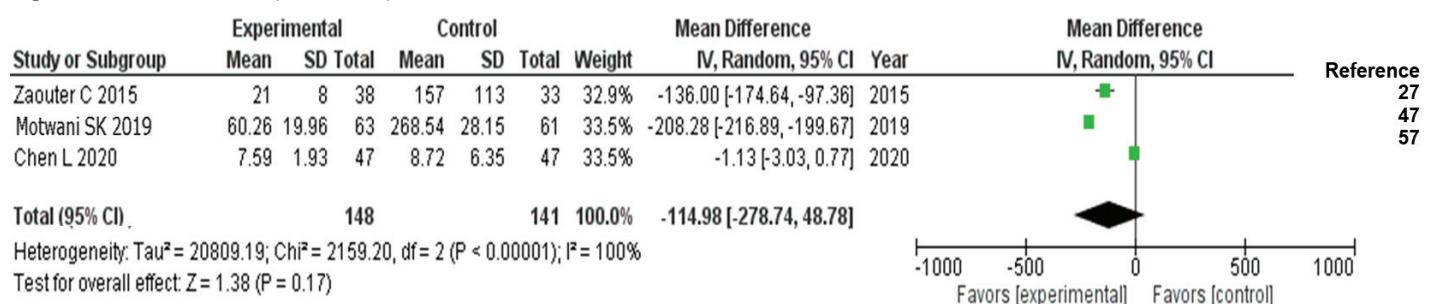 Experimental Control Mean Difference Mean Difference
Study or Subgroup Mean SD Total Mean SD Total Weight IV, Random, 95% CI Year IV, Random, 95% CI
Reference
Zaouter C 2015 21 8 38 157 113 33 32.9% -136.00 [-174.64, -97.36] 2015 27
Motwani SK 2019 60.26 19.96 63 268.54 28.15 61 33.5% -208.28 [-216.89, -199.67] 2019 47
Chen L 2020 7.59 1.93 47 8.72 6.35 47 33.5% -1.13 [-3.03, 0.77] 2020 57
Total (95% CI) 148 141 100.0% -114.98 [-278.74, 48.78]
Heterogeneity: Tau² = 20809.19; Chi² = 2159.20, df = 2 (P < 0.00001); I² = 100%
Test for overall effect: Z = 1.38 (P = 0.17)
-1000 -500 0 500 1000
Favors [experimental] Favors [control]